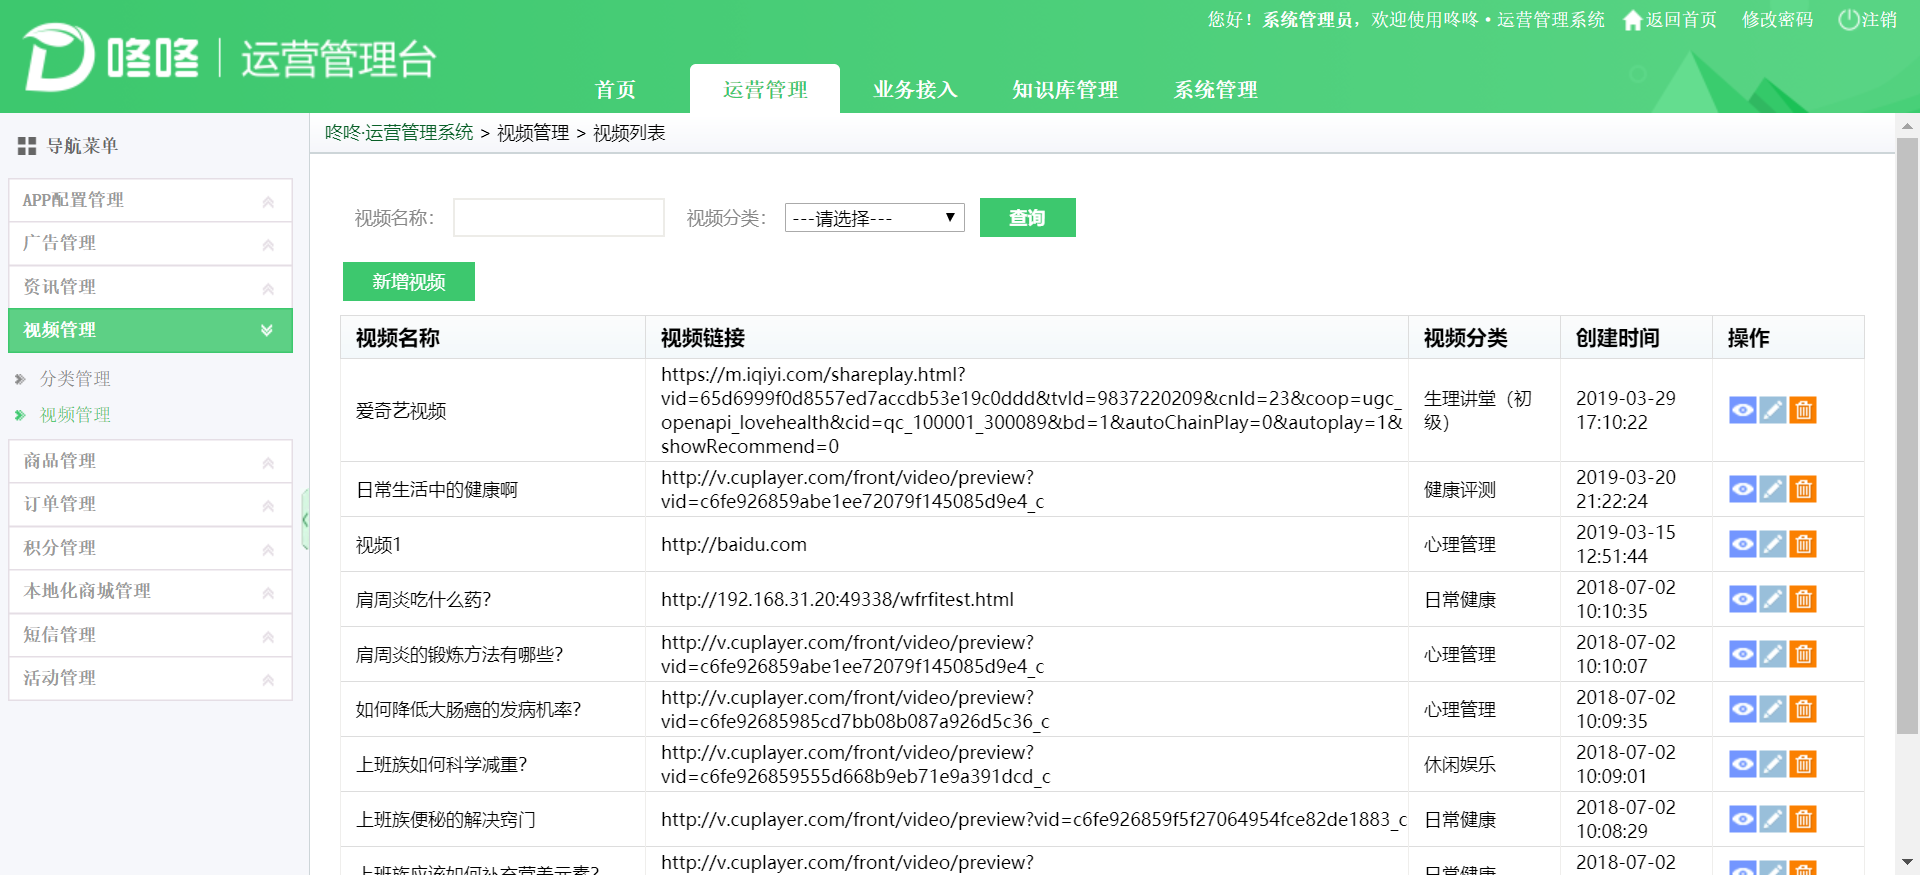 您好！系统管理员，欢迎使用咚咚·运营管理系统 返回首页 修改密码 注销
咚咚 运营管理台
首页 运营管理 业务接入 知识库管理 系统管理
导航菜单
APP配置管理
广告管理
资讯管理
视频管理
分类管理
视频管理
商品管理
订单管理
积分管理
本地化商城管理
短信管理
活动管理
咚咚·运营管理系统 > 视频管理 > 视频列表
视频名称： 视频分类： ---请选择--- 查询
新增视频
视频名称 视频链接 视频分类 创建时间 操作
爱奇艺视频
https://m.iqiyi.com/shareplay.html?
vid=65d6999f0d8557ed7accdb53e19c0ddd&tvId=9837220209&cnId=23&coop=ugc_
openapi_lovehealth&cid=qc_100001_300089&bd=1&autoChainPlay=0&autoplay=1&
showRecommend=0
生理讲堂（初
级）
2019-03-29
17:10:22
日常生活中的健康啊
http://v.cuplayer.com/front/video/preview?
vid=c6fe926859abe1ee72079f145085d9e4_c
健康评测
2019-03-20
21:22:24
视频1
http://baidu.com
心理管理
2019-03-15
12:51:44
肩周炎吃什么药?
http://192.168.31.20:49338/wfrfitest.html
日常健康
2018-07-02
10:10:35
肩周炎的锻炼方法有哪些?
http://v.cuplayer.com/front/video/preview?
vid=c6fe926859abe1ee72079f145085d9e4_c
心理管理
2018-07-02
10:10:07
如何降低大肠癌的发病机率?
http://v.cuplayer.com/front/video/preview?
vid=c6fe92685985cd7bb08b087a926d5c36_c
心理管理
2018-07-02
10:09:35
上班族如何科学减重?
http://v.cuplayer.com/front/video/preview?
vid=c6fe926859555d668b9eb71e9a391dcd_c
休闲娱乐
2018-07-02
10:09:01
上班族便秘的解决窍门
http://v.cuplayer.com/front/video/preview?vid=c6fe926859f5f27064954fce82de1883_c
日常健康
2018-07-02
10:08:29
上班族应该如何补充营养元素?
http://v.cuplayer.com/front/video/preview?
日常健康
2018-07-02